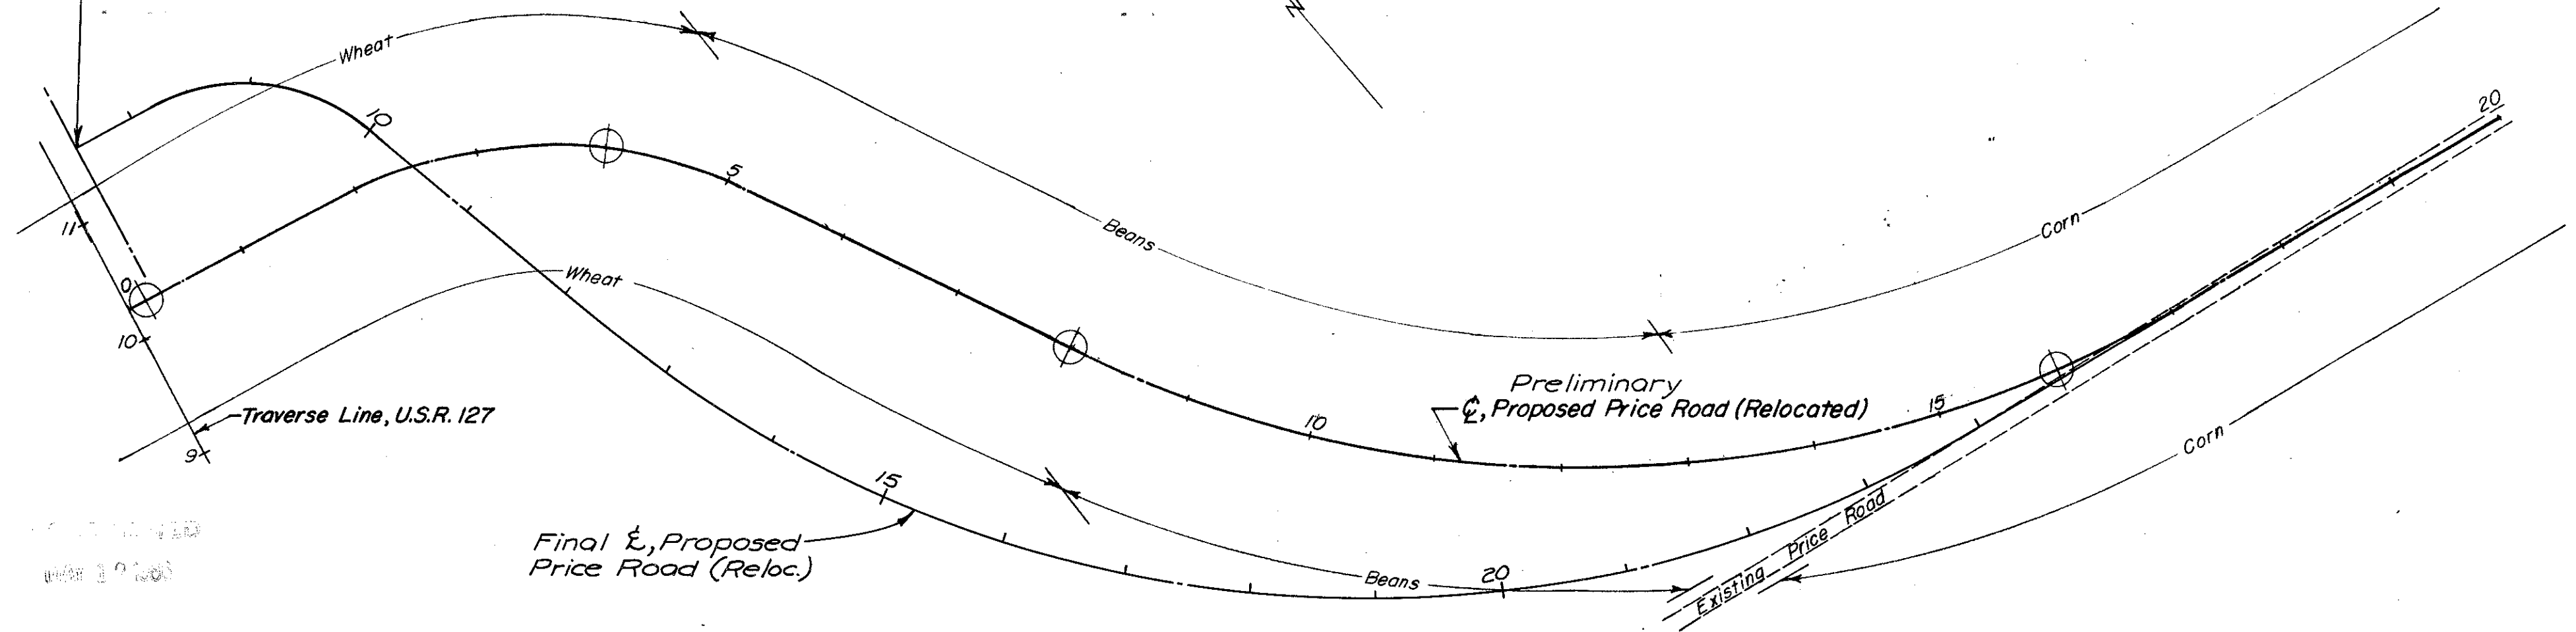 N
Wheat
10
5
Beans
Corn
20
11
0
10
9
Wheat
Traverse Line, U.S.R. 127
Preliminary
℄, Proposed Price Road (Relocated)
10
15
Corn
15
Final ℄, Proposed
Price Road (Reloc.)
Beans
20
Existing Price Road